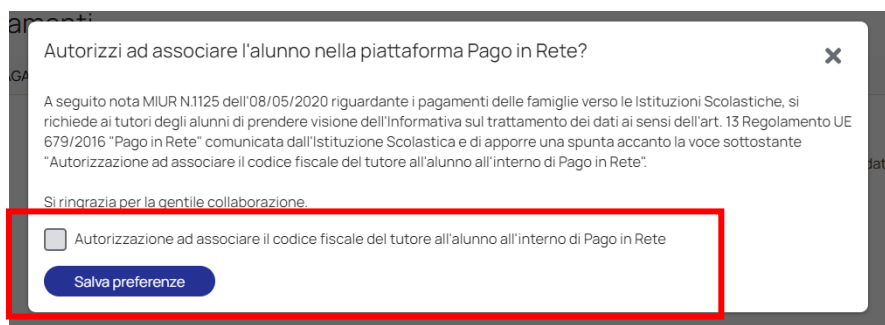 Autorizzi ad associare l'alunno nella piattaforma Pago in Rete?
A seguito nota MIUR N.1125 dell'08/05/2020 riguardante i pagamenti delle famiglie verso le Istituzioni Scolastiche, si
richiede ai tutori degli alunni di prendere visione dell'Informativa sul trattamento dei dati ai sensi dell'art. 13 Regolamento UE
679/2016 "Pago in Rete" comunicata dall'Istituzione Scolastica e di apporre una spunta accanto la voce sottostante
"Autorizzazione ad associare il codice fiscale del tutore all'alunno all'interno di Pago in Rete".
Si ringrazia per la gentile collaborazione.
Autorizzazione ad associare il codice fiscale del tutore all'alunno all'interno di Pago in Rete
Salva preferenze